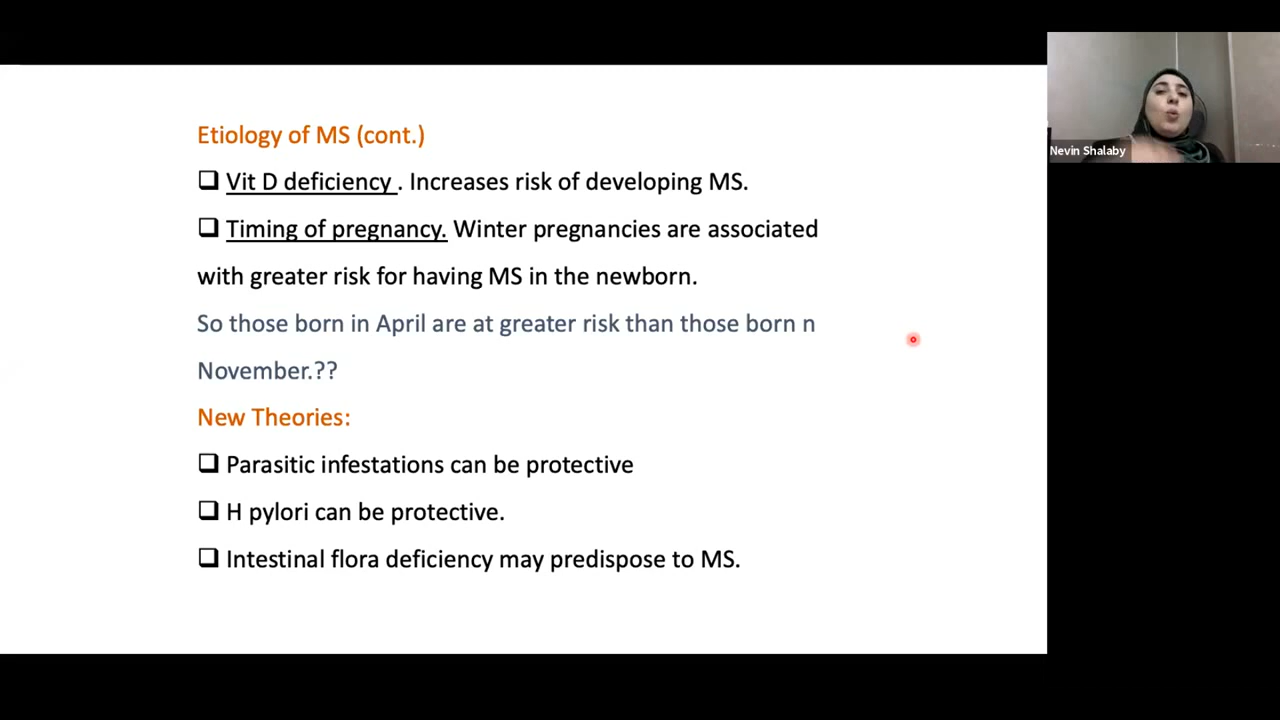 Etiology of MS (cont.)
❑ Vit D deficiency . Increases risk of developing MS.
❑ Timing of pregnancy. Winter pregnancies are associated
with greater risk for having MS in the newborn.
So those born in April are at greater risk than those born n
November.??
New Theories:
❑ Parasitic infestations can be protective
❑ H pylori can be protective.
❑ Intestinal flora deficiency may predispose to MS.
Nevin Shalaby